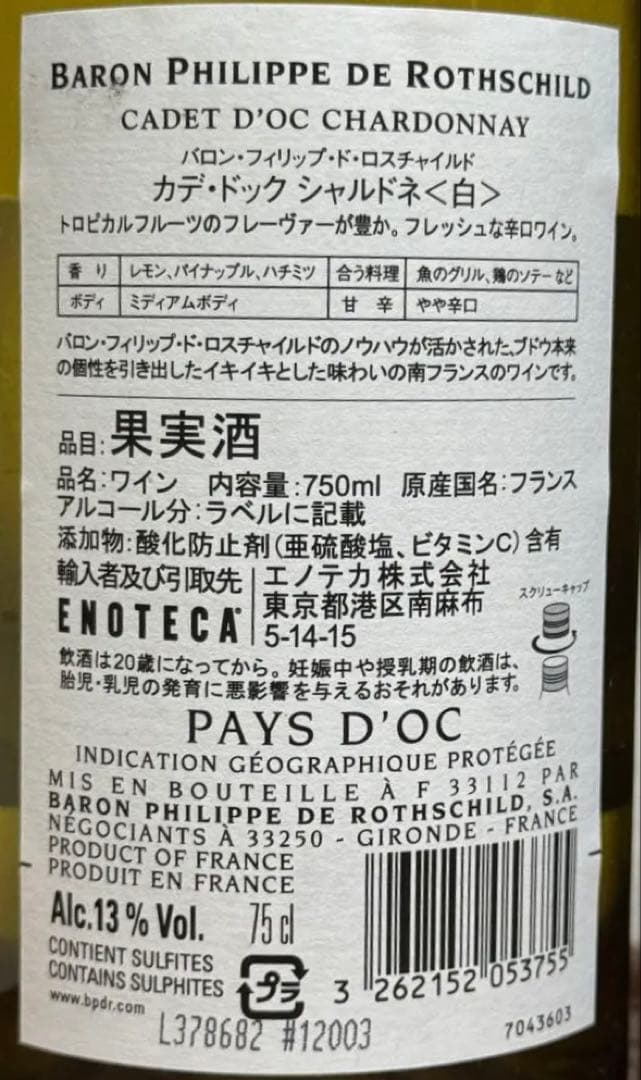 BARON PHILIPPE DE ROTHSCHILD
CADET D'OC CHARDONNAY
バロン・フィリップ・ド・ロスチャイルド
カデ・ドック シャルドネ＜白＞
トロピカルフルーツのフレーヴァーが豊か。フレッシュな辛口ワイン。
香り レモン、パイナップル、ハチミツ 合う料理 魚のグリル、鶏のソテーなど
ボディ ミディアムボディ 甘辛 やや辛口
バロン・フィリップ・ド・ロスチャイルドのノウハウが活かされた、ブドウ本来
の個性を引き出したイキイキとした味わいの南フランスのワインです。
品目:果実酒
品名:ワイン 内容量:750ml 原産国名:フランス
アルコール分:ラベルに記載
添加物:酸化防止剤(亜硫酸塩、ビタミンC)含有
輸入者及び引取先 エノテカ株式会社
ENOTECA 東京都港区南麻布
5-14-15
スクリューキャップ
飲酒は20歳になってから。妊娠中や授乳期の飲酒は、
胎児・乳児の発育に悪影響を与えるおそれがあります。
PAYS D'OC
INDICATION GÉOGRAPHIQUE PROTÉGÉE
MIS EN BOUTEILLE À F 33112 PAR
BARON PHILIPPE DE ROTHSCHILD, S.A.
NÉGOCIANTS À 33250 - GIRONDE - FRANCE
PRODUCT OF FRANCE
PRODUIT EN FRANCE
Alc.13 % Vol. 75 cl
CONTIENT SULFITES
CONTAINS SULPHITES
www.bpdr.com
プラ
3 262152 053755
L378682 #12003
7043603